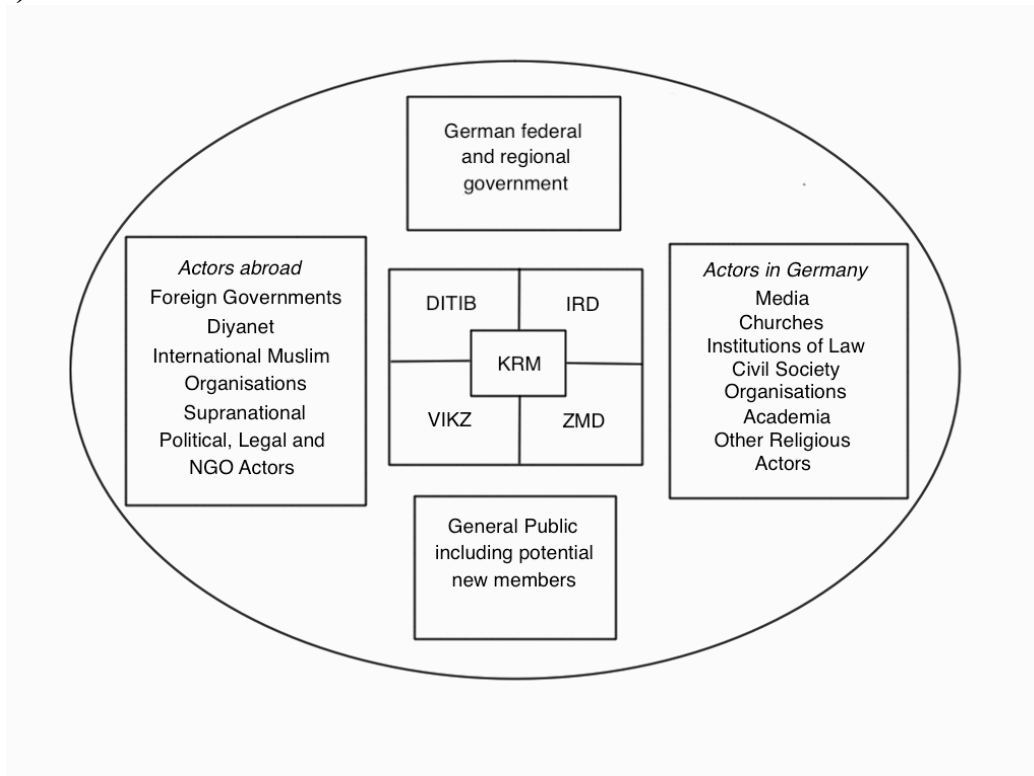 German federal
and regional
government
Actors abroad
Foreign Governments
Diyanet
International Muslim
Organisations
Supranational
Political, Legal and
NGO Actors
DITIB
IRD
KRM
VIKZ
ZMD
Actors in Germany
Media
Churches
Institutions of Law
Civil Society
Organisations
Academia
Other Religious
Actors
General Public
including potential
new members